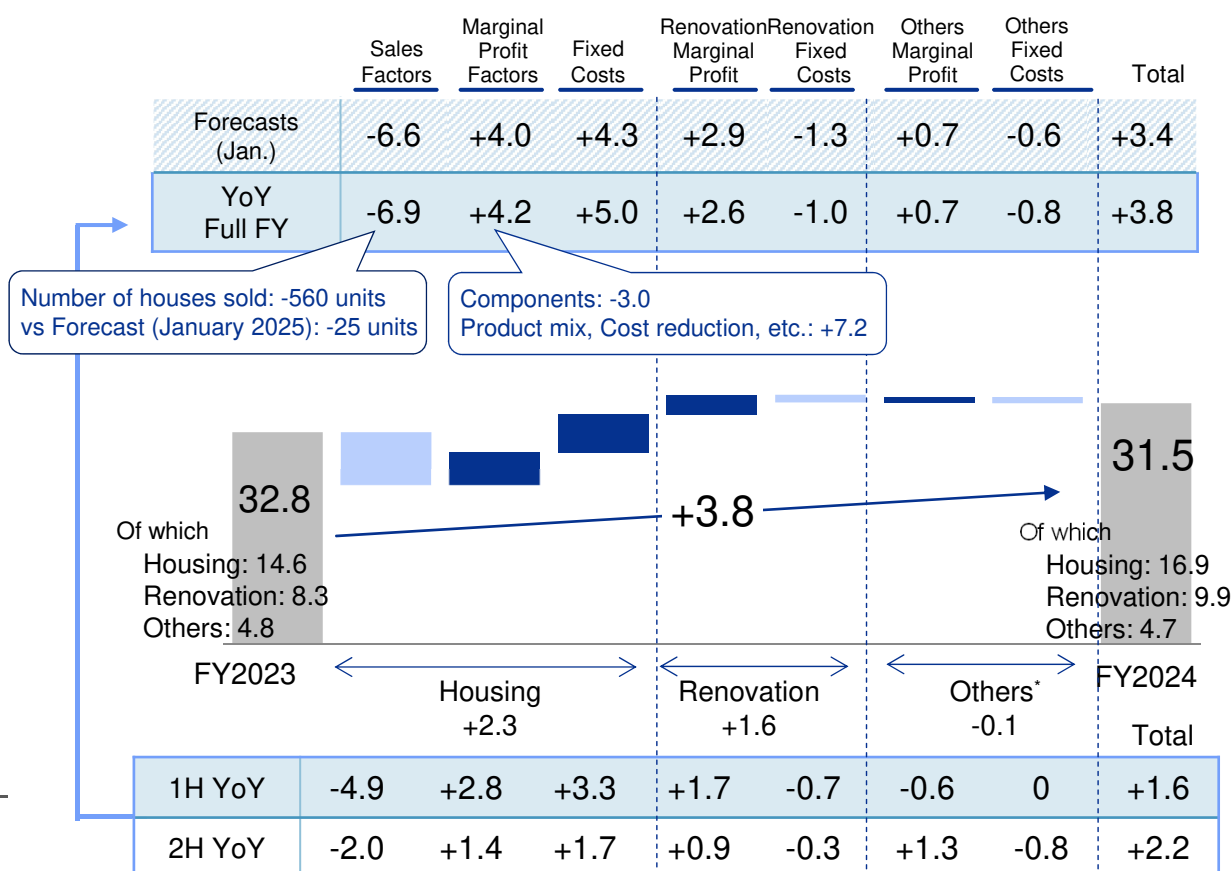 Sales Factors
Marginal Profit Factors
Fixed Costs
Renovation Marginal Profit
Renovation Fixed Costs
Others Marginal Profit
Others Fixed Costs
Total
Forecasts (Jan.) -6.6 +4.0 +4.3 +2.9 -1.3 +0.7 -0.6 +3.4
YoY Full FY -6.9 +4.2 +5.0 +2.6 -1.0 +0.7 -0.8 +3.8
Number of houses sold: -560 units
vs Forecast (January 2025): -25 units
Components: -3.0
Product mix, Cost reduction, etc.: +7.2
32.8
Of which
Housing: 14.6
Renovation: 8.3
Others: 4.8
+3.8
31.5
Of which
Housing: 16.9
Renovation: 9.9
Others: 4.7
FY2023
Housing
+2.3
Renovation
+1.6
Others*
-0.1
FY2024
Total
1H YoY -4.9 +2.8 +3.3 +1.7 -0.7 -0.6 0 +1.6
2H YoY -2.0 +1.4 +1.7 +0.9 -0.3 +1.3 -0.8 +2.2